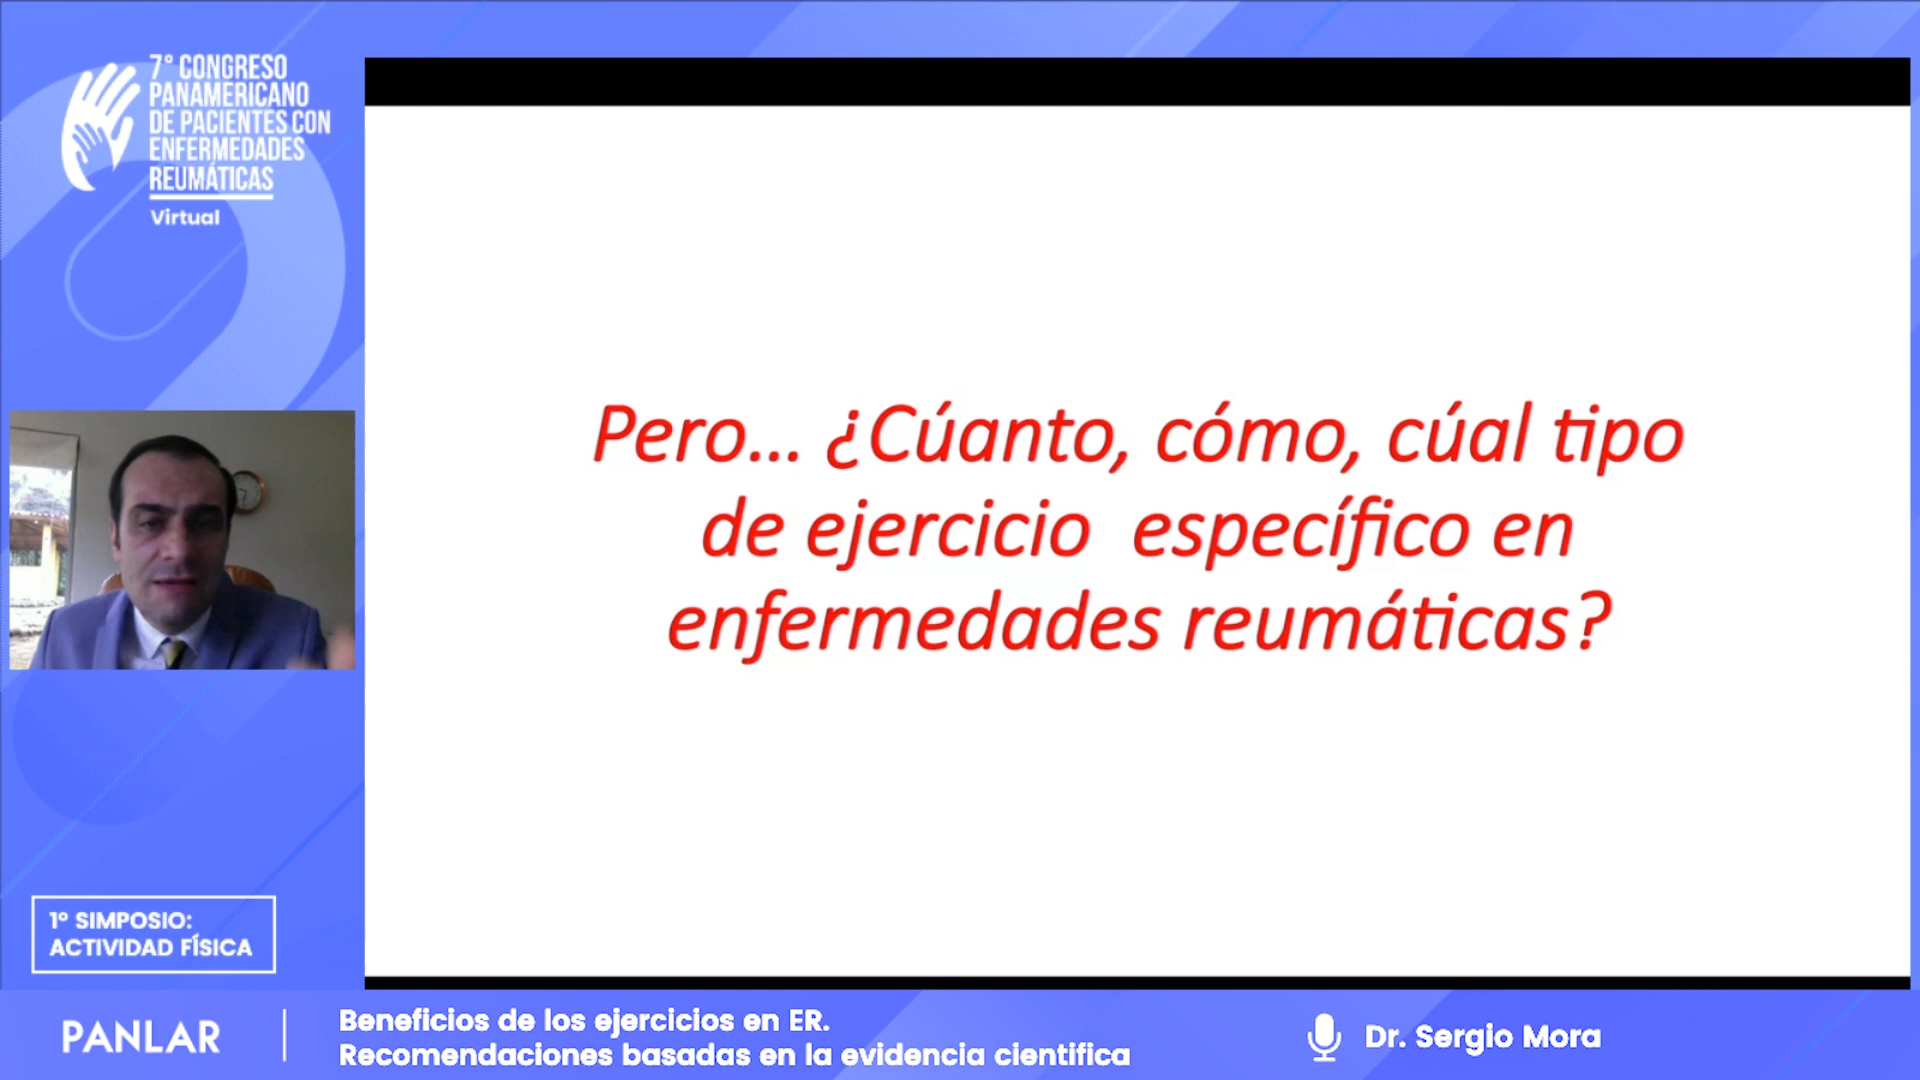 7° CONGRESO
PANAMERICANO
DE PACIENTES CON
ENFERMEDADES
REUMÁTICAS
Virtual
Pero... ¿Cúanto, cómo, cúal tipo
de ejercicio específico en
enfermedades reumáticas?
1º SIMPOSIO:
ACTIVIDAD FÍSICA
PANLAR
Beneficios de los ejercicios en ER.
Recomendaciones basadas en la evidencia cientifica
Dr. Sergio Mora